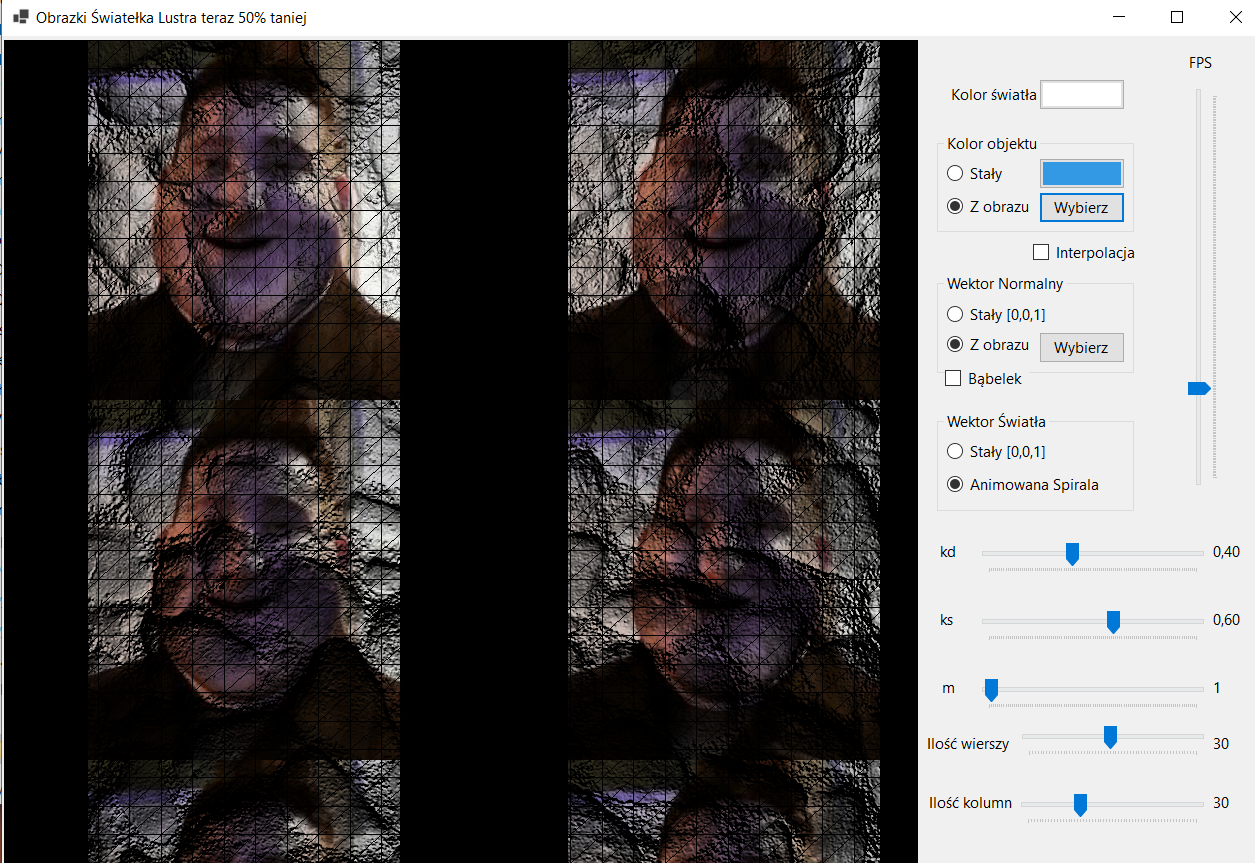 Obrazki Światełka Lustra teraz 50% taniej
FPS
Kolor światła
Kolor objektu
Stały
Z obrazu
Wybierz
Interpolacja
Wektor Normalny
Stały [0,0,1]
Z obrazu
Wybierz
Bąbelek
Wektor Światła
Stały [0,0,1]
Animowana Spirala
kd
0,40
ks
0,60
m
1
Ilość wierszy
30
Ilość kolumn
30